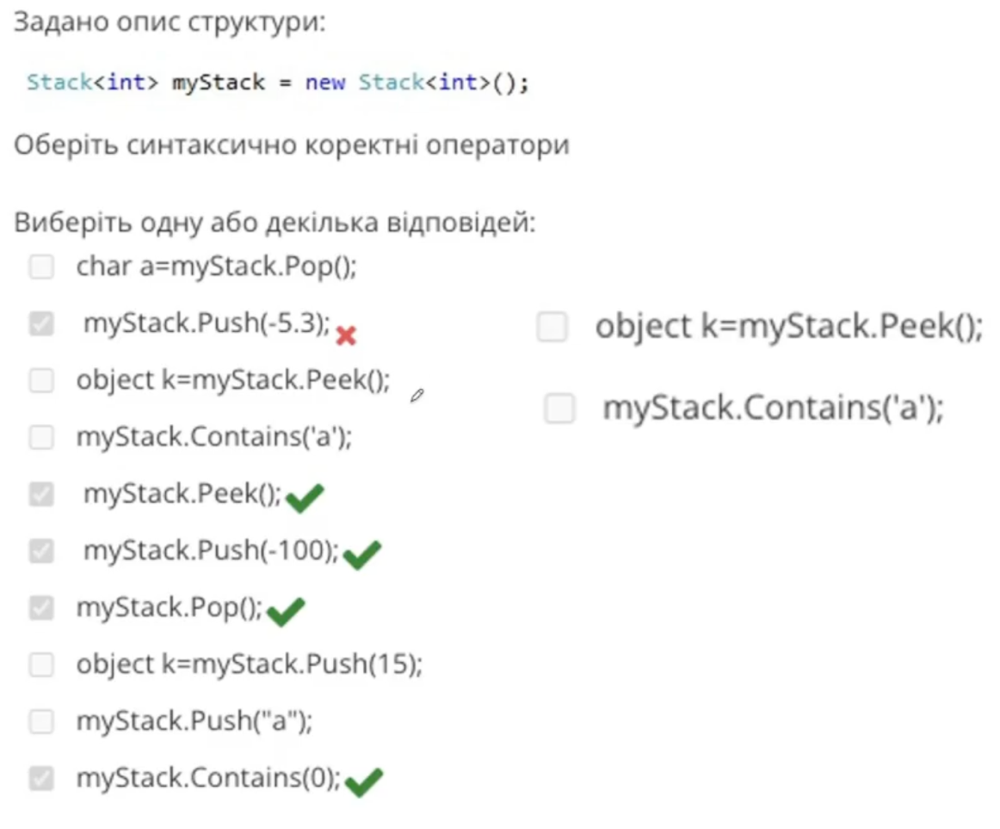 Задано опис структури:
Stack<int> myStack = new Stack<int>();
Оберіть синтаксично коректні оператори
Виберіть одну або декілька відповідей:
char a=myStack.Pop();
myStack.Push(-5.3);
object k=myStack.Peek();
myStack.Contains('a');
myStack.Peek();
myStack.Push(-100);
myStack.Pop();
object k=myStack.Push(15);
myStack.Push("a");
myStack.Contains(0);
object k=myStack.Peek();
myStack.Contains('a');